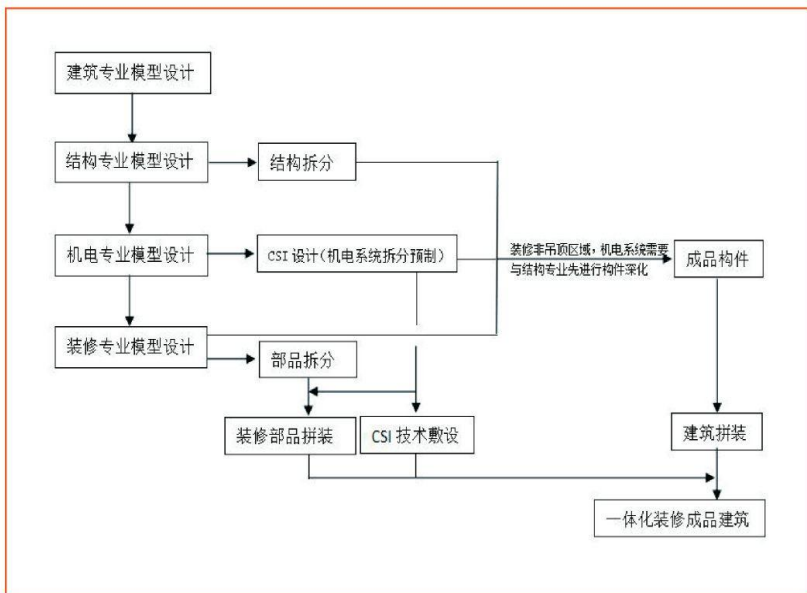 建筑专业模型设计
结构专业模型设计
结构拆分
机电专业模型设计
CSI 设计(机电系统拆分预制)
装修非吊顶区域，机电系统需要
与结构专业先进行构件深化
成品构件
装修专业模型设计
部品拆分
装修部品拼装
CSI 技术敷设
建筑拼装
一体化装修成品建筑